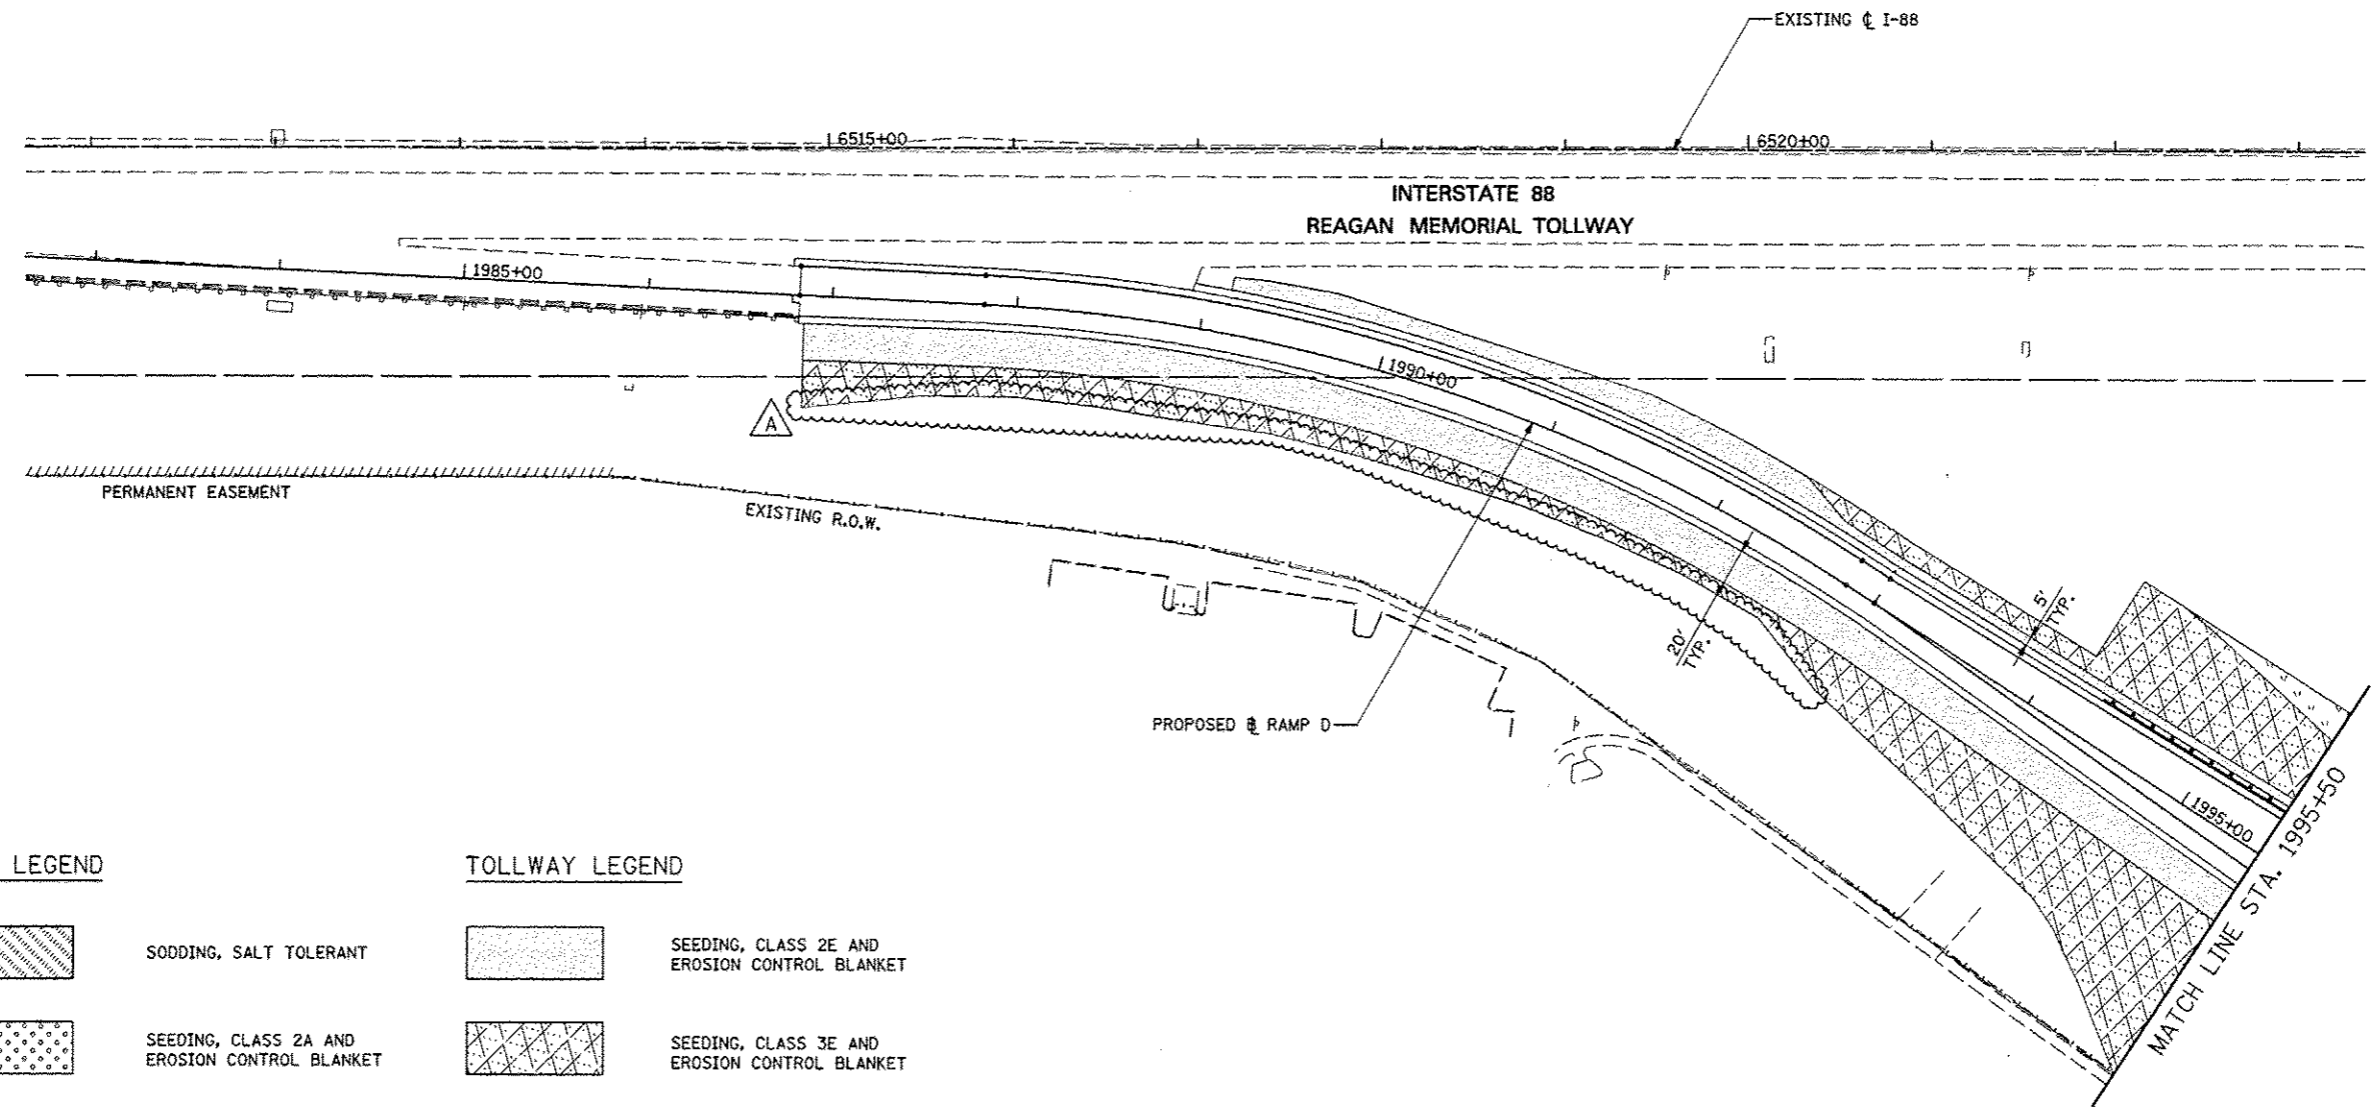 EXISTING ℄ I-88
6515+00
6520+00
INTERSTATE 88
REAGAN MEMORIAL TOLLWAY
1985+00
1990+00
A
PERMANENT EASEMENT
EXISTING R.O.W.
5'
TYP.
20'
TYP.
PROPOSED ℄ RAMP D
1995+00
MATCH LINE STA. 1995+50
LEGEND
TOLLWAY LEGEND
SODDING, SALT TOLERANT
SEEDING, CLASS 2E AND
EROSION CONTROL BLANKET
SEEDING, CLASS 2A AND
EROSION CONTROL BLANKET
SEEDING, CLASS 3E AND
EROSION CONTROL BLANKET